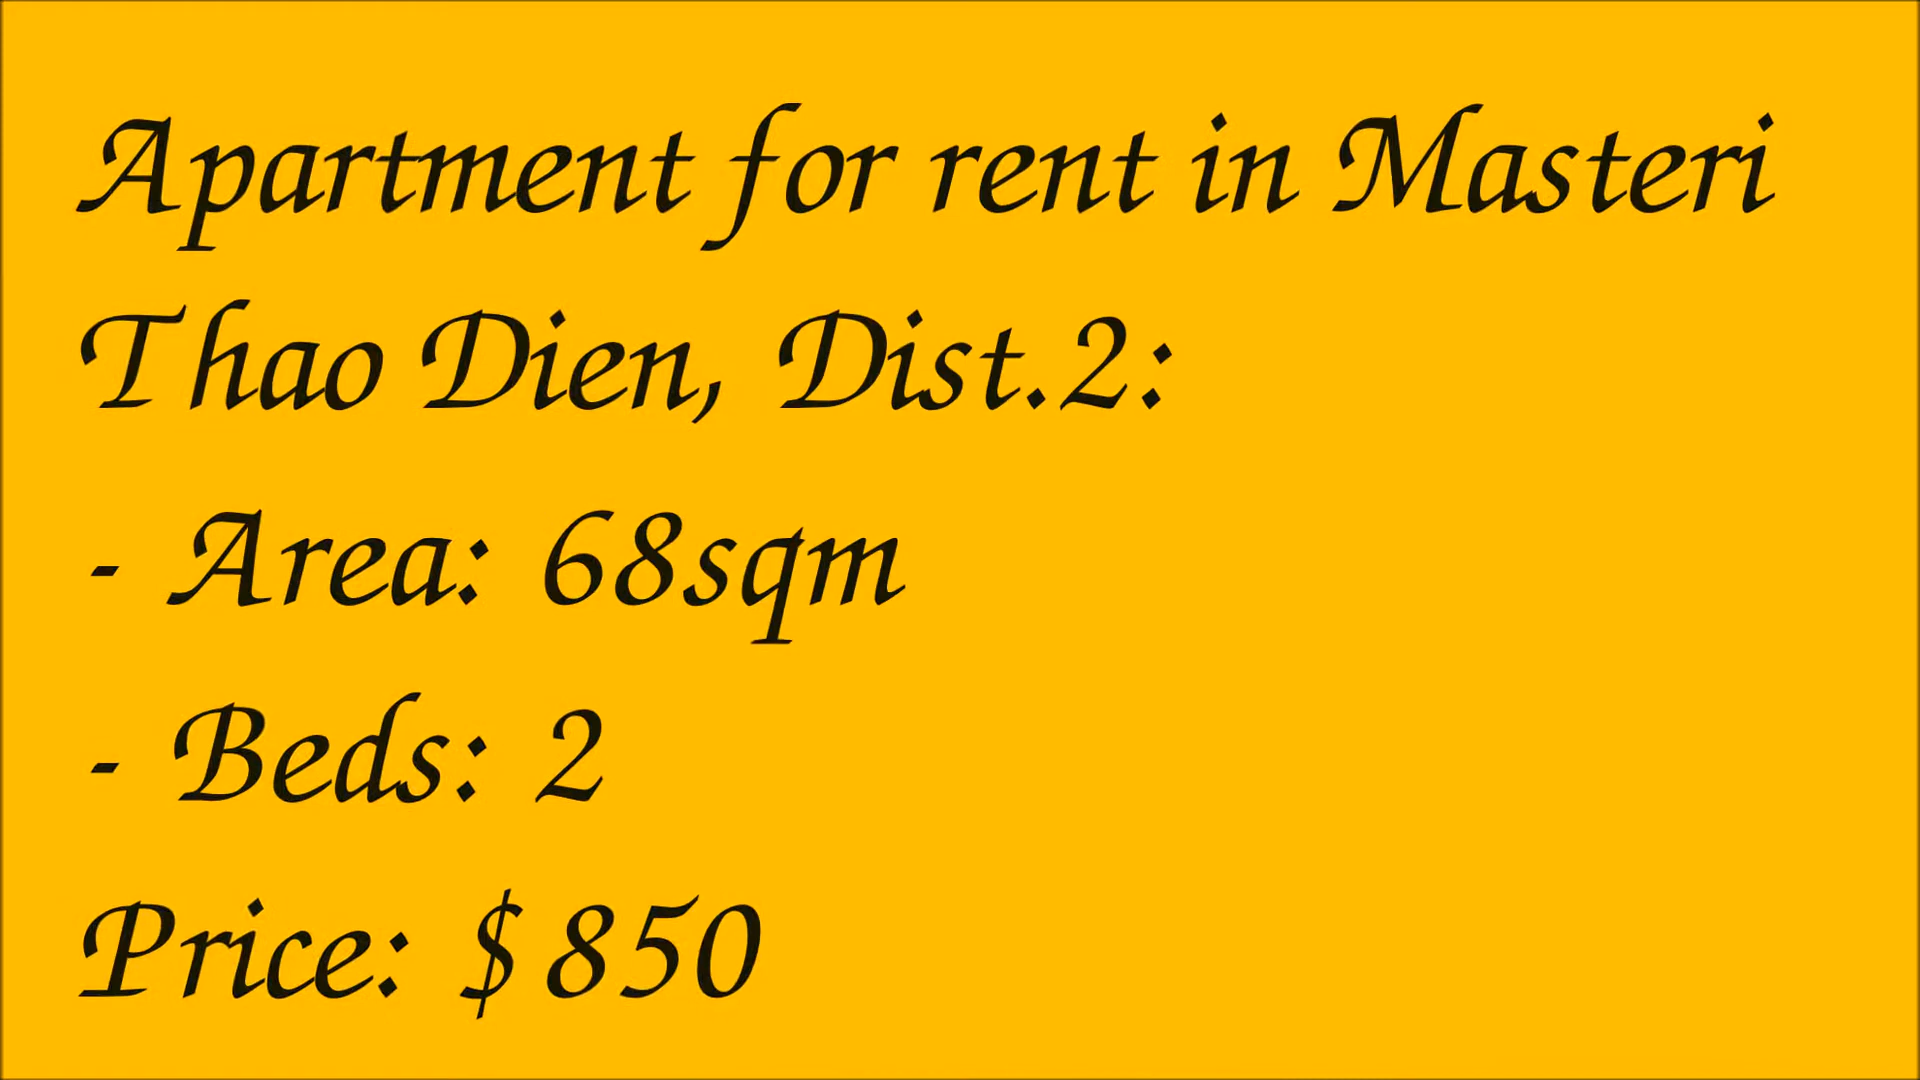 Apartment for rent in Masteri
Thao Dien, Dist.2:
- Area: 68sqm
- Beds: 2
Price: $850